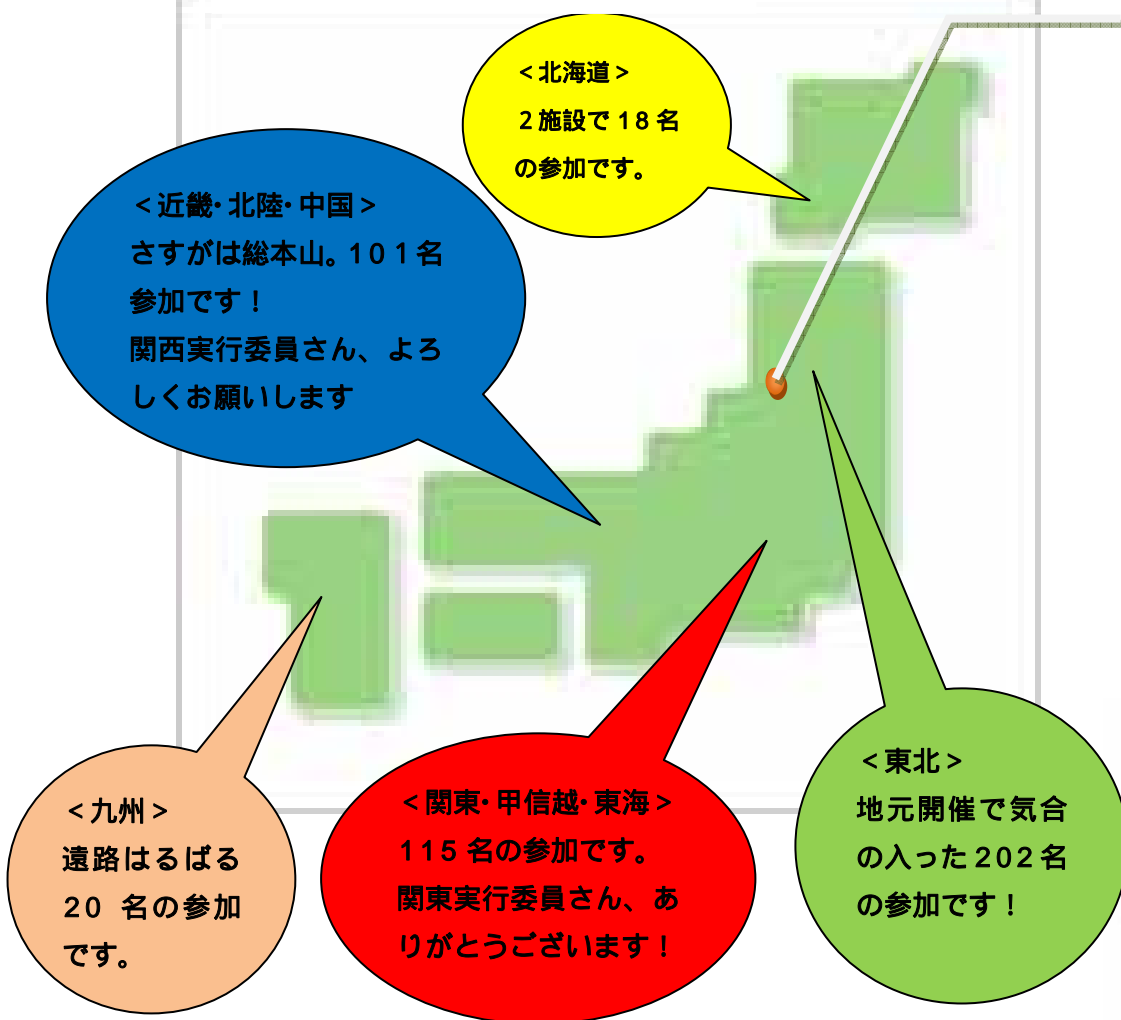 <北海道>
2施設で18名
の参加です。
<近畿・北陸・中国>
さすがは総本山。101名
参加です!
関西実行委員さん、よろ
しくお願いします
<九州>
遠路はるばる
20 名の参加
です。
<関東・甲信越・東海>
115名の参加です。
関東実行委員さん、あ
りがとうございます!
<東北>
地元開催で気合
の入った202名
の参加です!